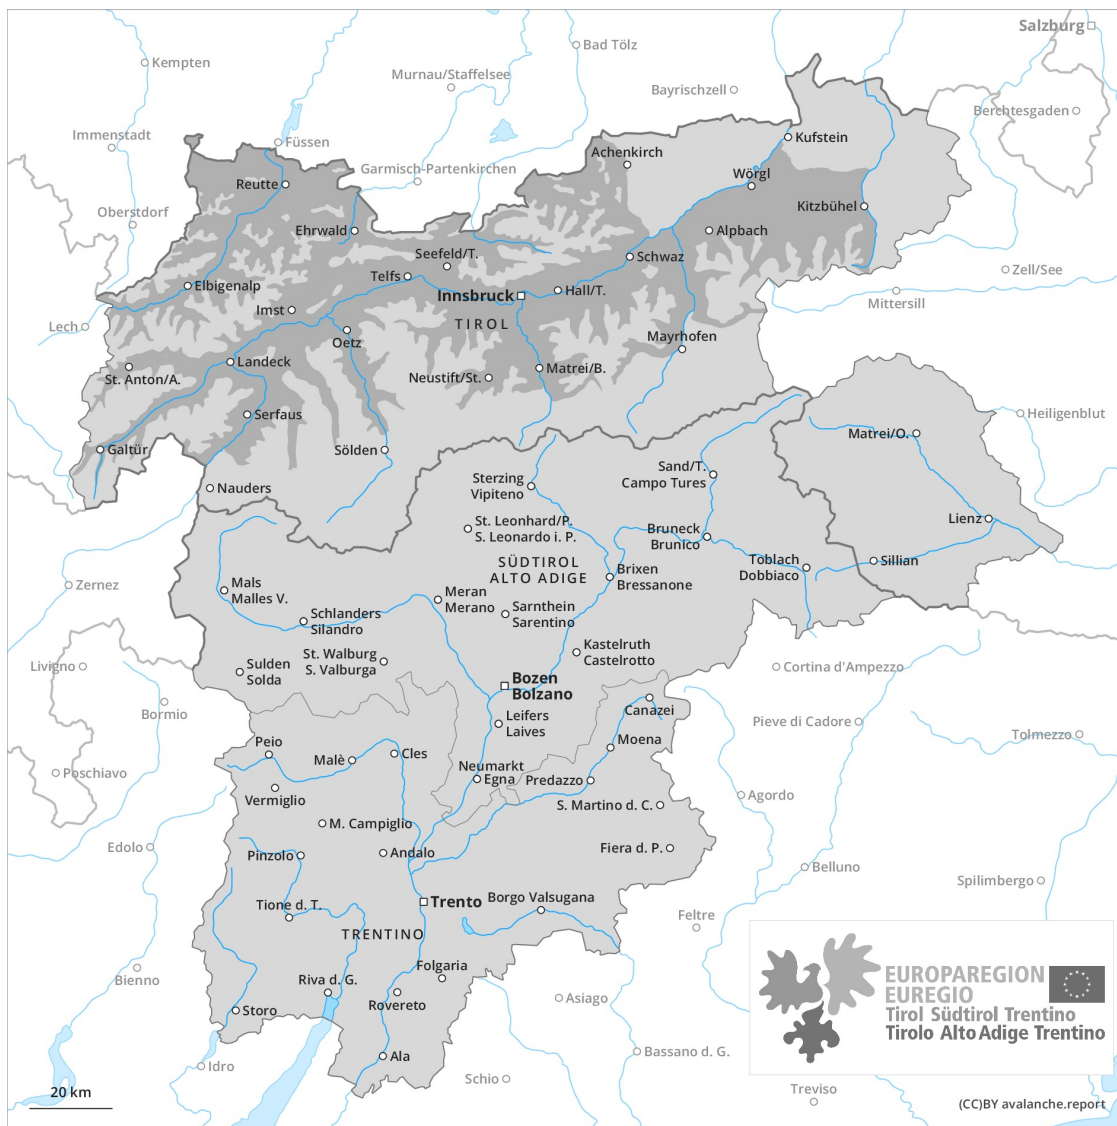 Salzburg
Bad Tölz
Kempten
Murnau/Staffelsee
Bayrischzell
Berchtesgaden
Immenstadt
Füssen
Kufstein
Achenkirch
Garmisch-Partenkirchen
Wörgl
Reutte
Oberstdorf
Kitzbühel
Ehrwald
Alpbach
Seefeld/T.
Schwaz
Telfs
Zell/See
Elbigenalp
Innsbruck
Hall/T.
Mittersill
Imst
Lech
TIROL
Oetz
Mayrhofen
Landeck
Matrei/B.
St. Anton/A.
Neustift/St.
Serfaus
Heiligenblut
Matrei/O.
Galtür
Sölden
Sand/T.
Campo Tures
Sterzing
Vipiteno
Nauders
Lienz
St. Leonhard/P.
S. Leonardo i. P.
Bruneck
Brunico
SÜDTIROL
ALTO ADIGE
Toblach
Dobbiaco
Sillian
Brixen
Bressanone
Zernez
Mals
Malles V.
Meran
Merano
Sarnthein
Sarentino
Schlanders
Silandro
Kastelruth
Castelrotto
St. Walburg
S. Valburga
Livigno
Sulden
Solda
Cortina d'Ampezzo
Bozen
Bolzano
Bormio
Canazei
Leifers
Laives
Pieve di Cadore
Tolmezzo
Peio
Moena
Cles
Malè
Neumarkt
Egna
Poschiavo
Predazzo
Vermiglio
Agordo
S. Martino d. C.
M. Campiglio
Edolo
Pinzolo
Andalo
Fiera d. P.
Belluno
Spilimbergo
Tione d. T.
Trento
Borgo Valsugana
Feltre
TRENTINO
Bienno
Folgaria
Riva d. G.
Rovereto
Asiago
Storo
EUROPAREGION
EUREGIO
Tirol Südtirol Trentino
Tirolo Alto Adige Trentino
Ala
Bassano d. G.
Idro
Schio
Treviso
20 km
(CC)BY avalanche.report